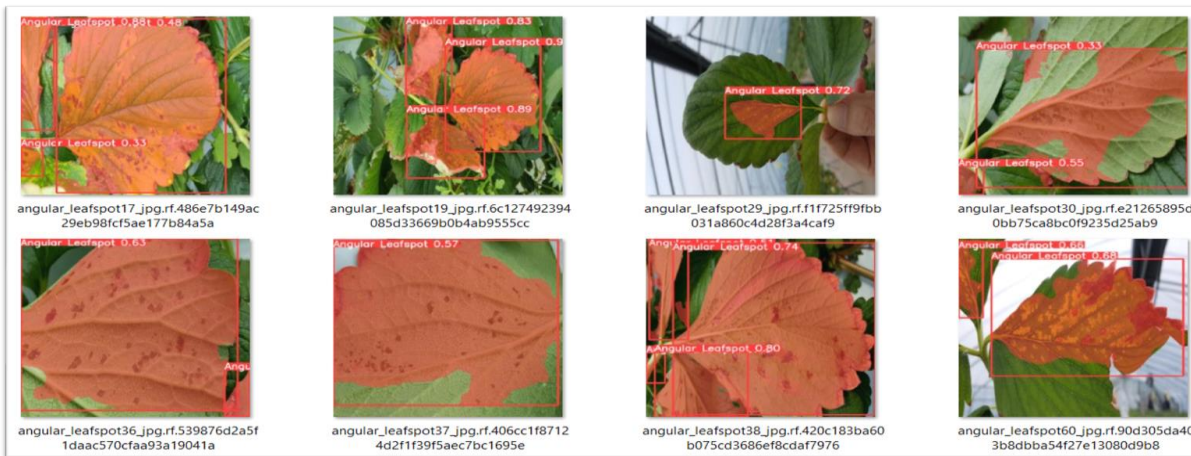 Angular Leafspot 0.48
Angular Leafspot 0.33
Angular Leafspot 0.83
Angular Leafspot 0.9
Angular Leafspot 0.89
Angular Leafspot 0.72
Angular Leafspot 0.33
Angular Leafspot 0.55
angular_leafspot17_jpg.rf.486e7b149ac
29eb98fcf5ae177b84a5a
angular_leafspot19_jpg.rf.6c127492394
085d33669b0b4ab9555cc
angular_leafspot29_jpg.rf.f1f725ff9fbb
031a860c4d28f3a4caf9
angular_leafspot30_jpg.rf.e21265895d
0bb75ca8bc0f9235d25ab9
Angular Leafspot 0.63
Angu
Angular Leafspot 0.57
Angular Leafspot 0.74
Angular Leafspot 0.80
Angular Leafspot 0.66
Angular Leafspot 0.68
angular_leafspot36_jpg.rf.539876d2a5f
1daac570cfaa93a19041a
angular_leafspot37_jpg.rf.406cc1f8712
4d2f1f39f5aec7bc1695e
angular_leafspot38_jpg.rf.420c183ba60
b075cd3686ef8cdaf7976
angular_leafspot60_jpg.rf.90d305da40
3b8dbba54f27e13080d9b8